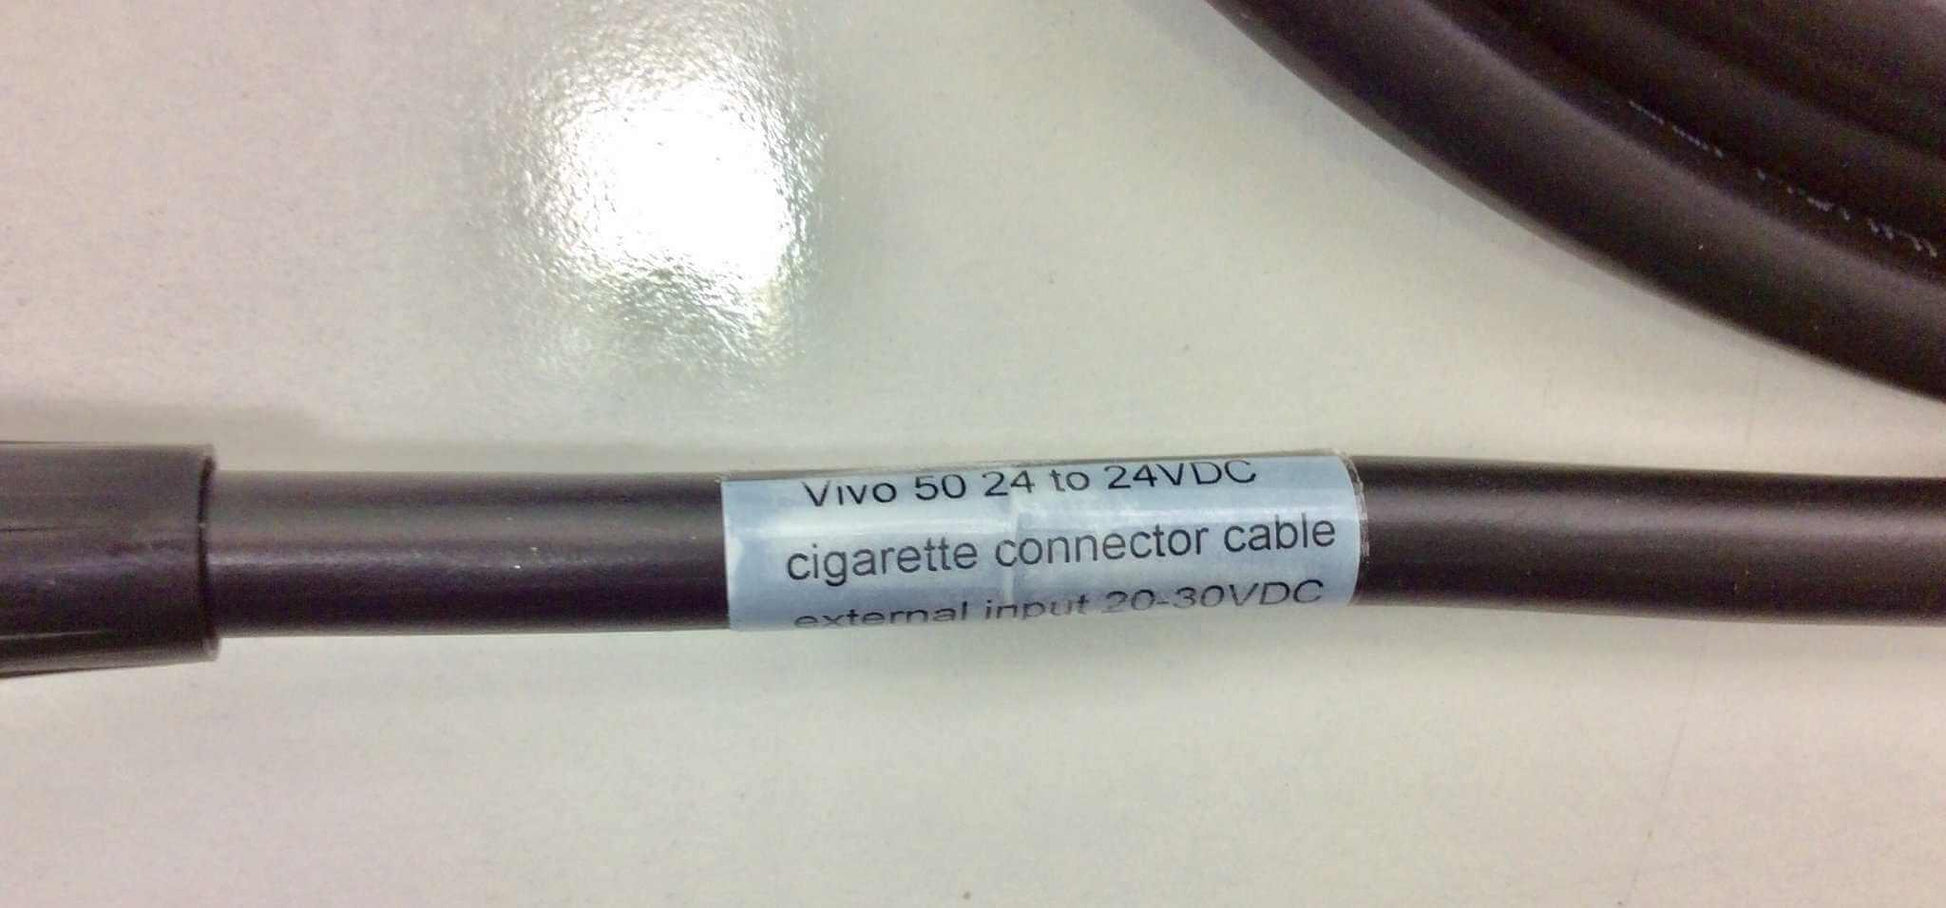 Vivo 50 24 to 24VDC
cigarette connector cable
external input 20-30VDC